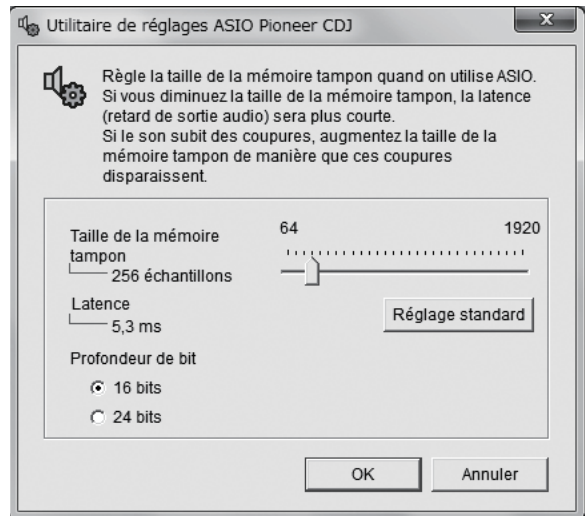 Utilitaire de réglages ASIO Pioneer CDJ
Règle la taille de la mémoire tampon quand on utilise ASIO.
Si vous diminuez la taille de la mémoire tampon, la latence
(retard de sortie audio) sera plus courte.
Si le son subit des coupures, augmentez la taille de la
mémoire tampon de manière que ces coupures
disparaissent.
Taille de la mémoire
tampon
256 échantillons
64 1920
Latence
5,3 ms
Réglage standard
Profondeur de bit
16 bits
24 bits
OK Annuler